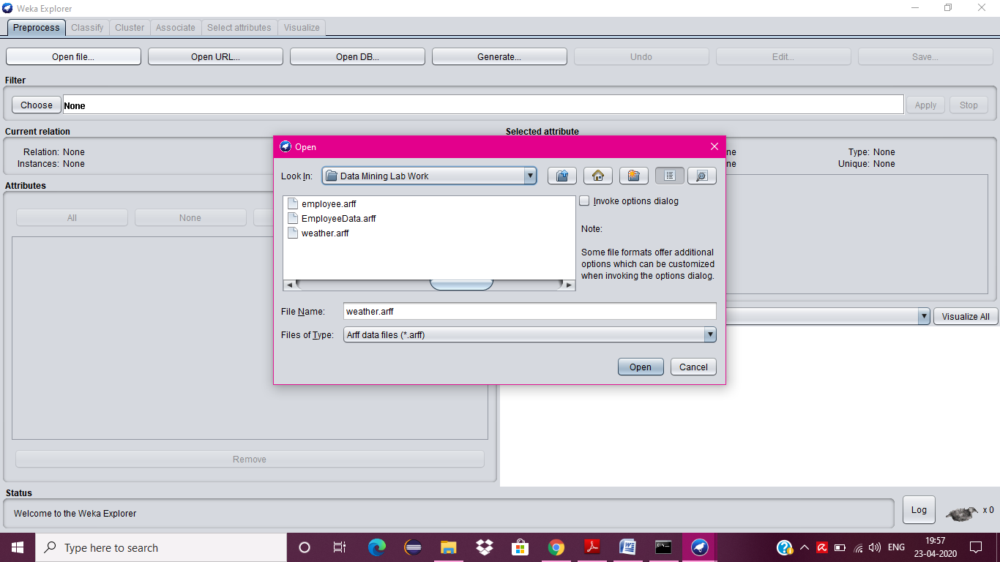 Weka Explorer
Preprocess Classify Cluster Associate Select attributes Visualize
Open file... Open URL... Open DB... Generate... Undo Edit... Save...
Filter
Choose None Apply Stop
Current relation
Relation: None
Instances: None
Selected attribute
ne Type: None
ne Unique: None
Attributes
All None
Open
Look In: Data Mining Lab Work
employee.arff
EmployeeData.arff
weather.arff
Invoke options dialog
Note:
Some file formats offer additional
options which can be customized
when invoking the options dialog.
File Name: weather.arff
Files of Type: Arff data files (*.arff)
Open Cancel
Visualize All
Remove
Status
Welcome to the Weka Explorer
Log x 0
Type here to search
ENG
19:57
23-04-2020